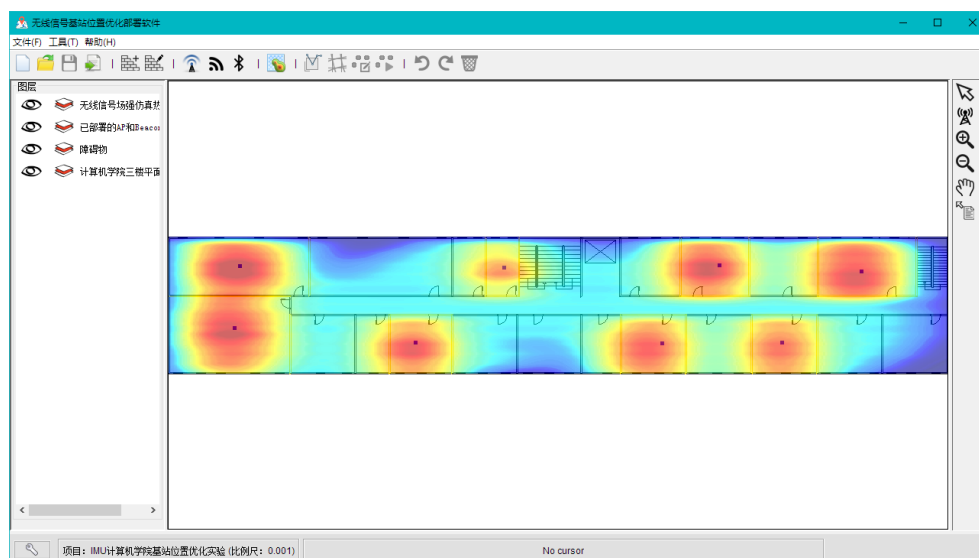 无线信号基站位置优化部署软件
文件(F) 工具(T) 帮助(H)
图层
无线信号场强仿真热
已部署的AP和Beaco
障碍物
计算机学院三楼平面
项目: IMU计算机学院基站位置优化实验 (比例尺: 0.001)
No cursor